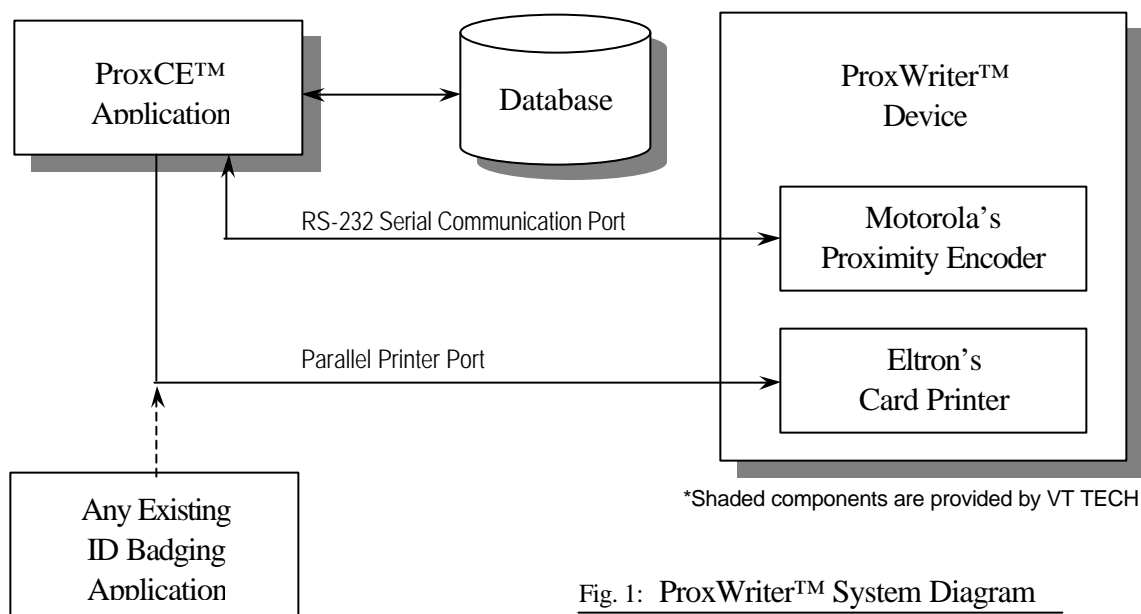 ProxCE™
Application
Database
ProxWriter™
Device
RS-232 Serial Communication Port
Motorola’s
Proximity Encoder
Parallel Printer Port
Eltron’s
Card Printer
*Shaded components are provided by VT TECH
Any Existing
ID Badging
Application
Fig. 1: ProxWriter™ System Diagram